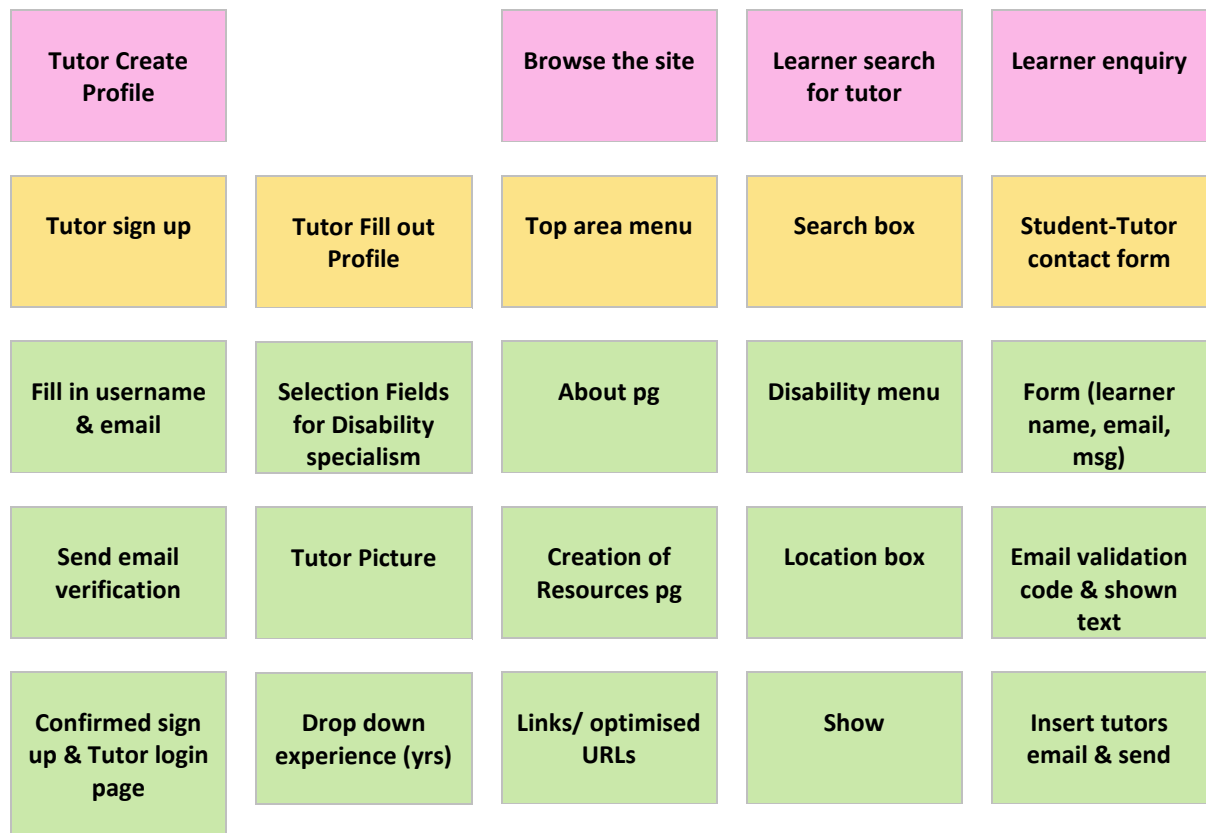 Tutor Create
Profile
Browse the site
Learner search
for tutor
Learner enquiry
Tutor sign up
Tutor Fill out
Profile
Top area menu
Search box
Student-Tutor
contact form
Fill in username
& email
Selection Fields
for Disability
specialism
About pg
Disability menu
Form (learner
name, email,
msg)
Send email
verification
Tutor Picture
Creation of
Resources pg
Location box
Email validation
code & shown
text
Confirmed sign
up & Tutor login
page
Drop down
experience (yrs)
Links/ optimised
URLs
Show
Insert tutors
email & send